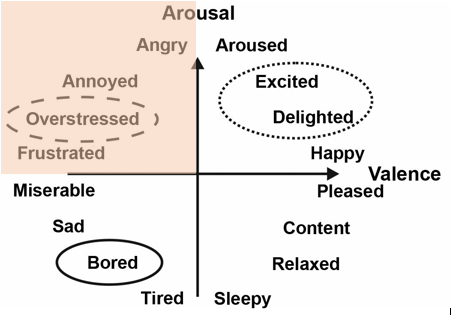 Arousal
Angry Aroused
Annoyed Excited
Overstressed Delighted
Frustrated Happy
Valence
Miserable Pleased
Sad Content
Bored Relaxed
Tired Sleepy